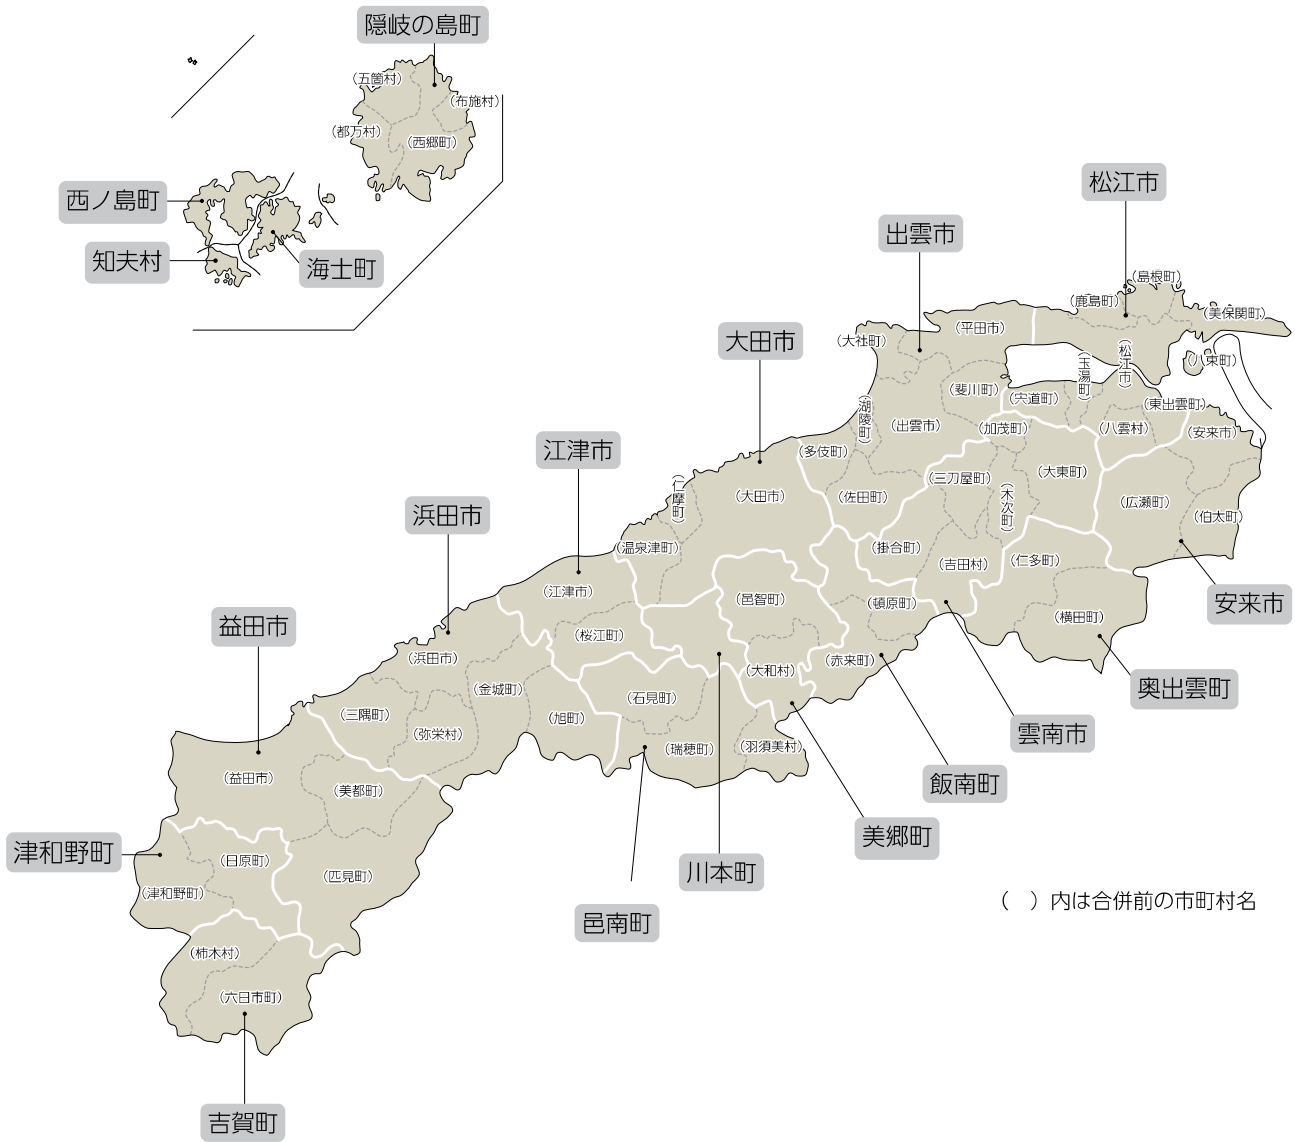 隠岐の島町
（五箇村）
（布施村）
（都万村）
（西郷町）
西ノ島町
知夫村
海士町
松江市
出雲市
（島根町）
（鹿島町）
（美保関町）
（平田市）
（大社町）
大田市
（松江市）
（玉湯町）
（八束町）
（斐川町）
（宍道町）
（東出雲町）
（湖陵町）
（出雲市）
（加茂町）
（八雲村）
（安来市）
江津市
（多伎町）
（大田市）
（佐田町）
（三刀屋町）
（木次町）
（大東町）
（広瀬町）
（伯太町）
（仁摩町）
浜田市
（温泉津町）
（掛合町）
（吉田村）
（仁多町）
（江津市）
（邑智町）
（頓原町）
（横田町）
安来市
益田市
（桜江町）
（浜田市）
（大和村）
（赤来町）
（金城町）
（石見町）
奥出雲町
（三隅町）
（弥栄村）
（旭町）
（瑞穂町）
（羽須美村）
雲南市
（益田市）
（美都町）
飯南町
美郷町
津和野町
（日原町）
（匹見町）
川本町
（津和野町）
邑南町
（　）内は合併前の市町村名
（柿木村）
（六日市町）
吉賀町